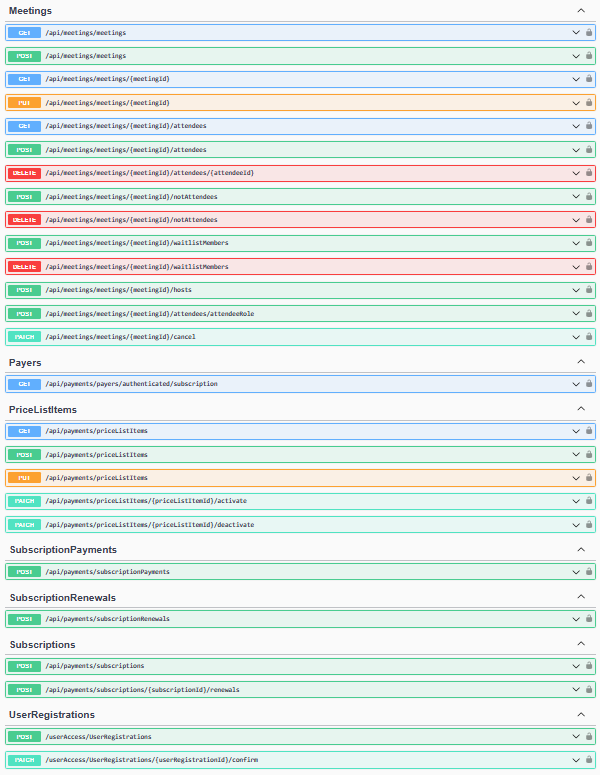 Meetings
GET /api/meetings/meetings
POST /api/meetings/meetings
GET /api/meetings/meetings/{meetingId}
PUT /api/meetings/meetings/{meetingId}
GET /api/meetings/meetings/{meetingId}/attendees
POST /api/meetings/meetings/{meetingId}/attendees
DELETE /api/meetings/meetings/{meetingId}/attendees/{attendeeId}
POST /api/meetings/meetings/{meetingId}/notAttendees
DELETE /api/meetings/meetings/{meetingId}/notAttendees
POST /api/meetings/meetings/{meetingId}/waitlistMembers
DELETE /api/meetings/meetings/{meetingId}/waitlistMembers
POST /api/meetings/meetings/{meetingId}/hosts
POST /api/meetings/meetings/{meetingId}/attendees/attendeeRole
PATCH /api/meetings/meetings/{meetingId}/cancel
Payers
GET /api/payments/payers/authenticated/subscription
PriceListItems
GET /api/payments/priceListItems
POST /api/payments/priceListItems
PUT /api/payments/priceListItems
PATCH /api/payments/priceListItems/{priceListItemId}/activate
PATCH /api/payments/priceListItems/{priceListItemId}/deactivate
SubscriptionPayments
POST /api/payments/subscriptionPayments
SubscriptionRenewals
POST /api/payments/subscriptionRenewals
Subscriptions
POST /api/payments/subscriptions
POST /api/payments/subscriptions/{subscriptionId}/renewals
UserRegistrations
POST /userAccess/UserRegistrations
PATCH /userAccess/UserRegistrations/{userRegistrationId}/confirm